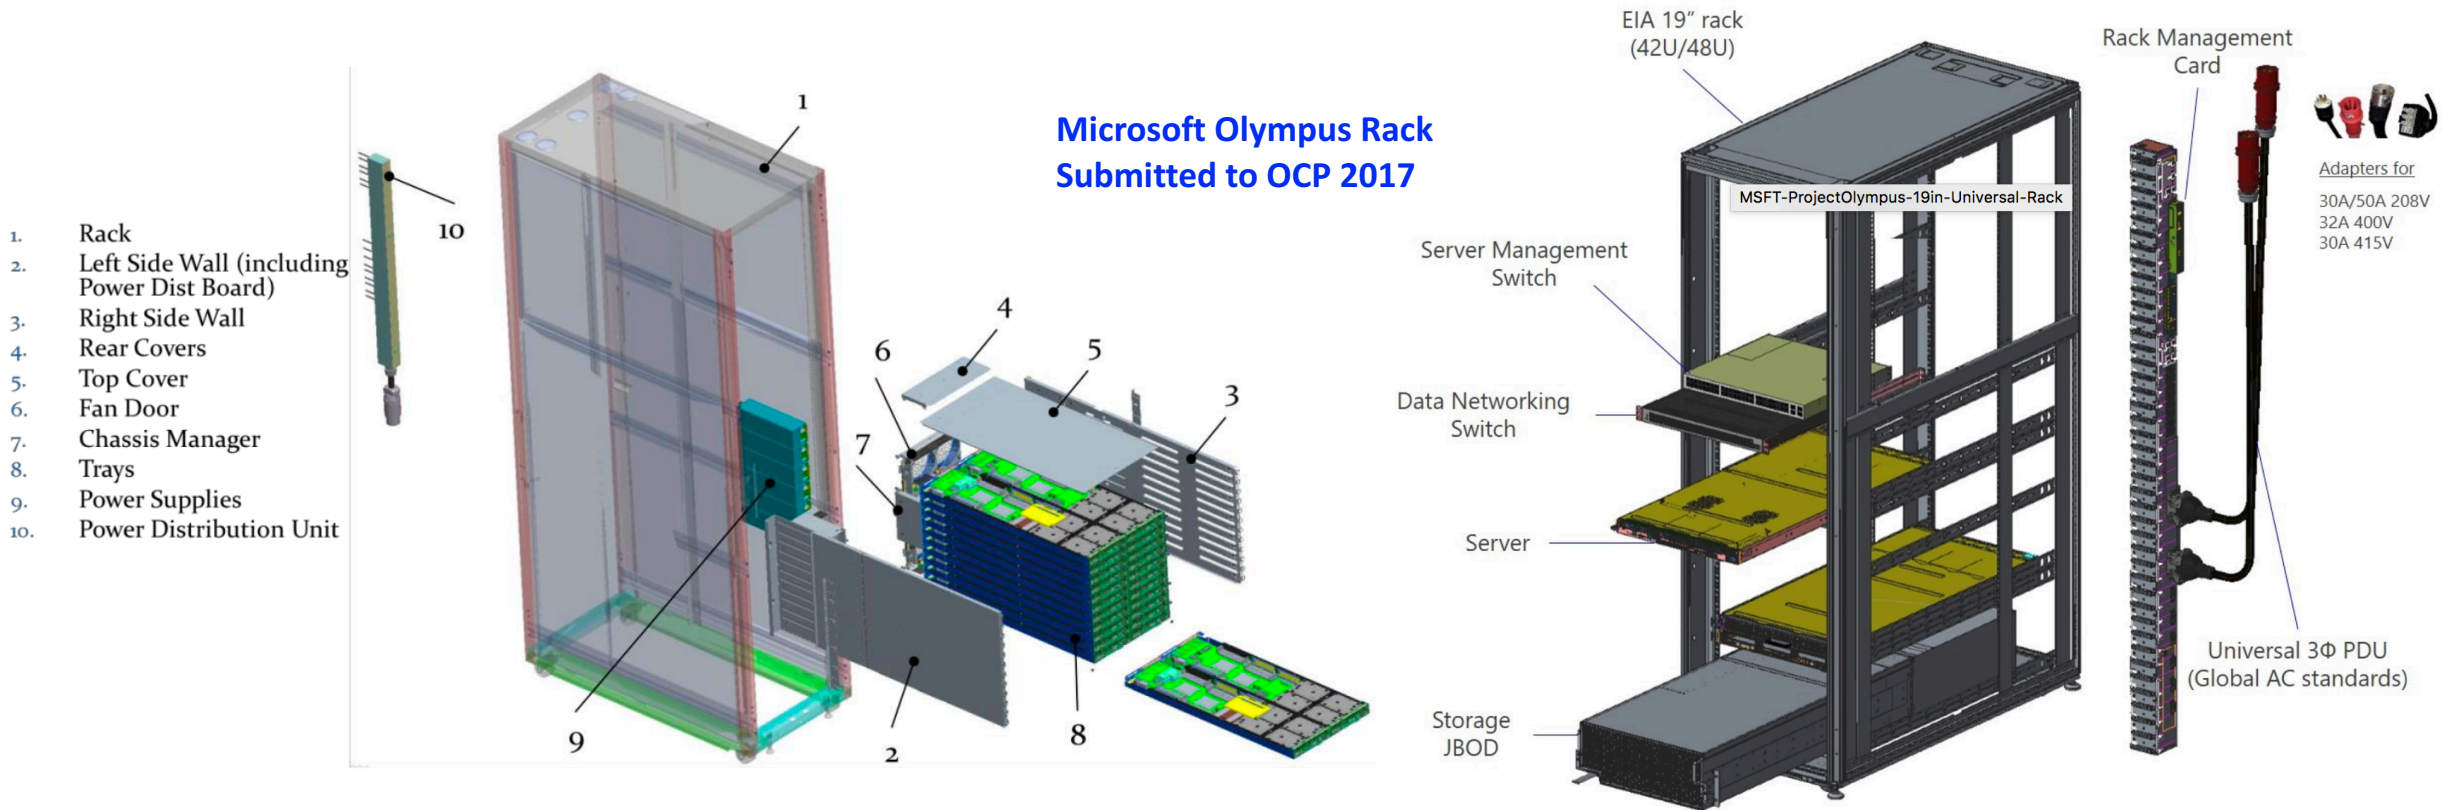 1. Rack
2. Left Side Wall (including
Power Dist Board)
3. Right Side Wall
4. Rear Covers
5. Top Cover
6. Fan Door
7. Chassis Manager
8. Trays
9. Power Supplies
10. Power Distribution Unit
10
1
4
5
6
3
7
9
2
8
Microsoft Olympus Rack
Submitted to OCP 2017
EIA 19” rack
(42U/48U)
MSFT-ProjectOlympus-19in-Universal-Rack
Server Management
Switch
Data Networking
Switch
Server
Storage
JBOD
Rack Management
Card
Adapters for
30A/50A 208V
32A 400V
30A 415V
Universal 3Φ PDU
(Global AC standards)